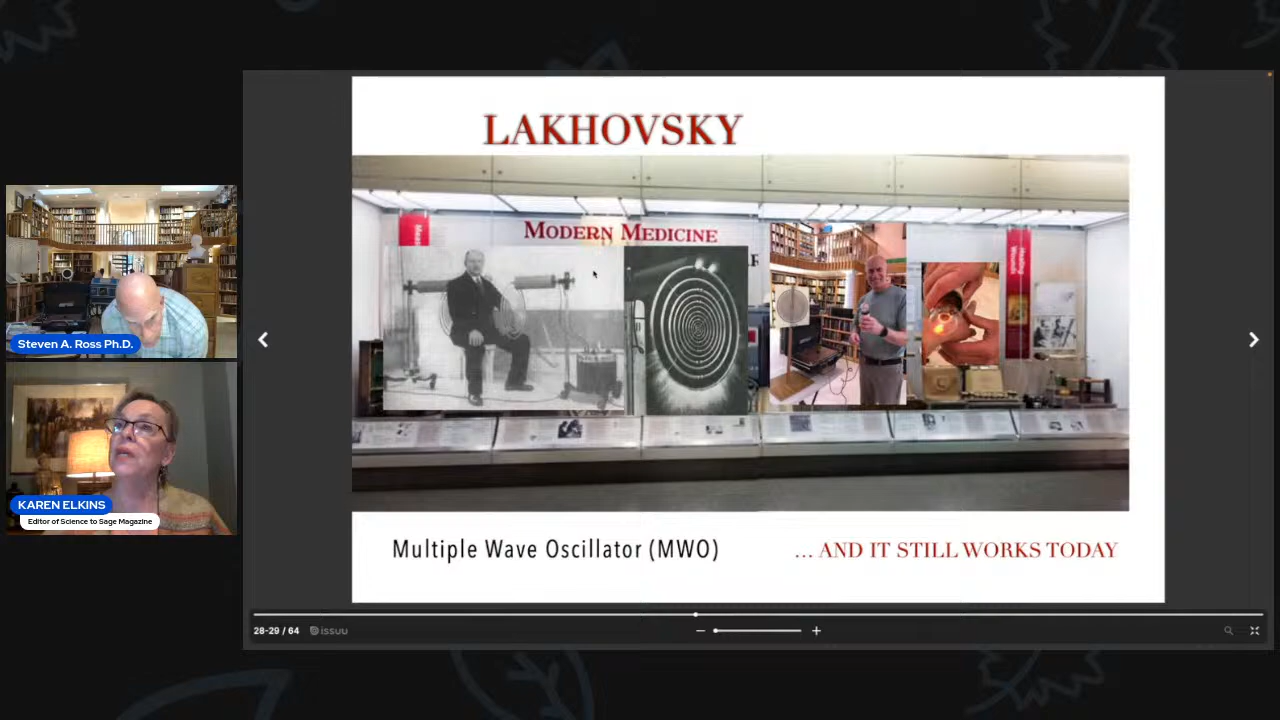 LAKHOVSKY
MODERN MEDICINE
Steven A. Ross Ph.D.
KAREN ELKINS
Editor of Science to Sage Magazine
Multiple Wave Oscillator (MWO)
... AND IT STILL WORKS TODAY
28-29 / 64
issuu